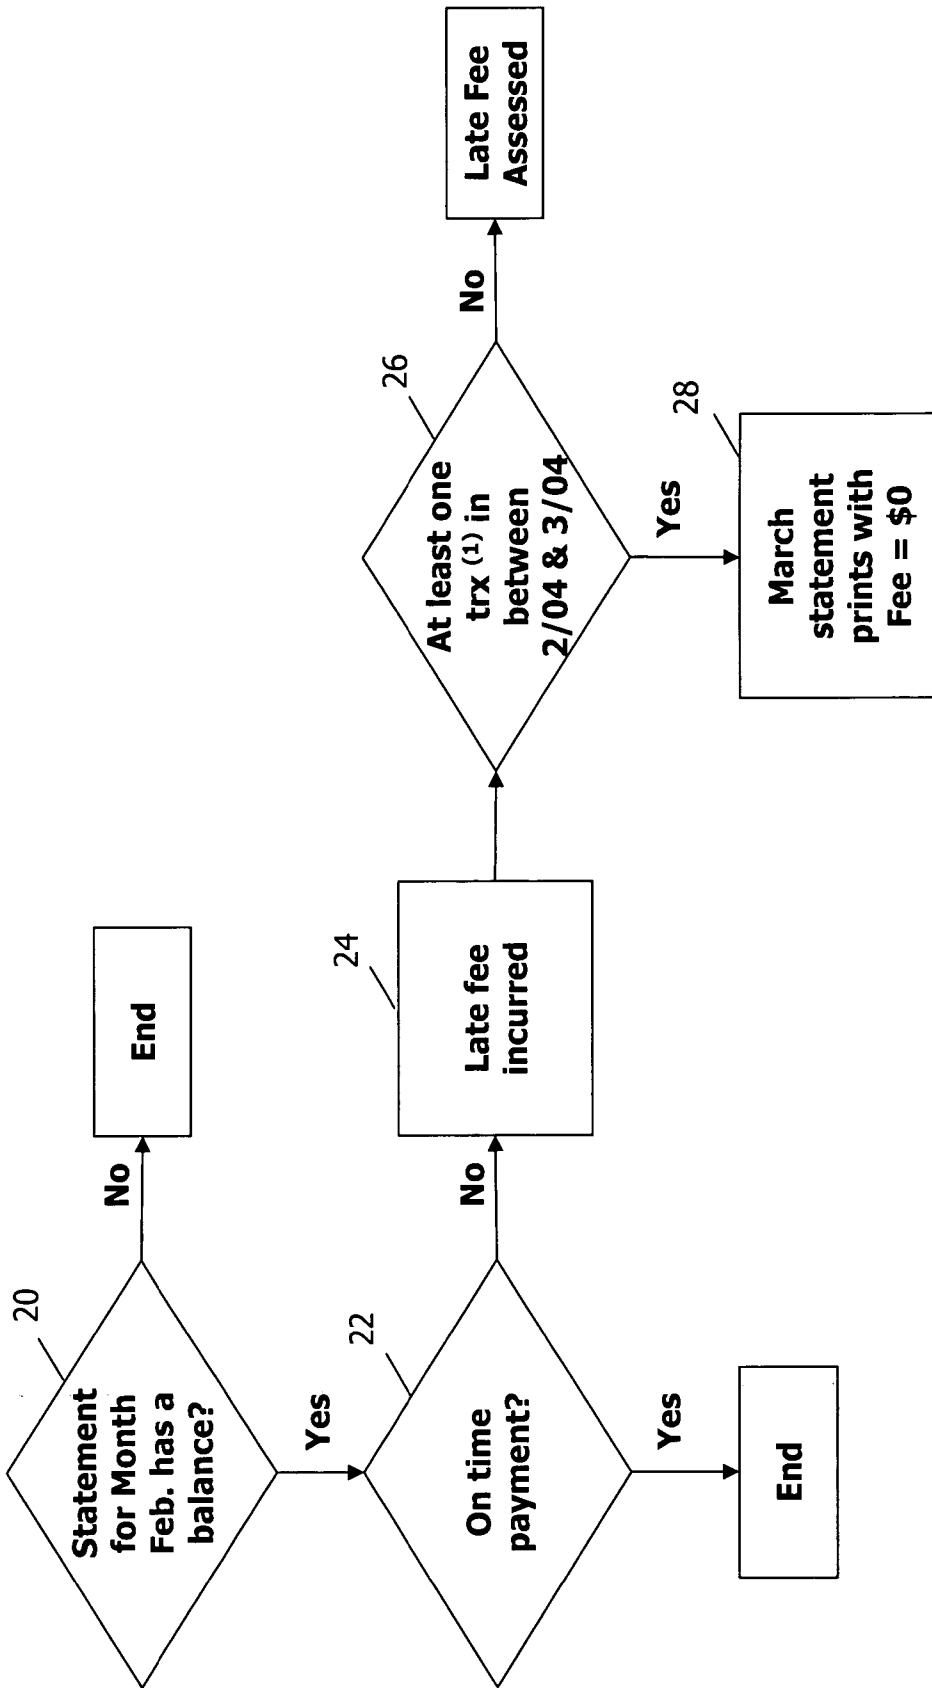 20
Statement
for Month
Feb. has a
balance?
No
End
Yes
22
On time
payment?
Yes
End
No
24
Late fee
incurred
26
At least one
trx (1) in
between
2/04 & 3/04
No
Late Fee
Assessed
Yes
28
March
statement
prints with
Fee = $0